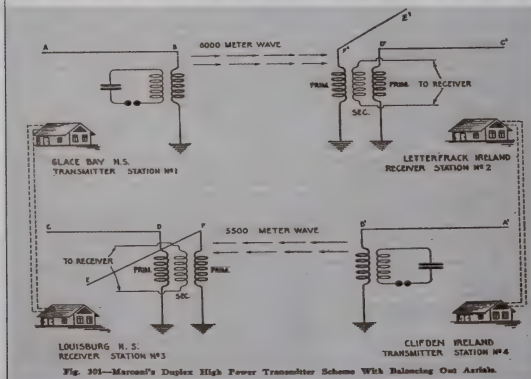 A
B
6000 METER WAVE
E'
F'
D'
C'
PRIM.
PRIM.
TO RECEIVER
SEC.
GLACE BAY N.S.
TRANSMITTER STATION Nº1
LETTERFRACK IRELAND
RECEIVER STATION Nº2
C
D
F
5500 METER WAVE
B'
A'
TO RECEIVER
E
PRIM.
PRIM.
SEC.
LOUISBURG N. S.
RECEIVER STATION Nº3
CLIFDEN IRELAND
TRANSMITTER STATION Nº4
Fig. 301—Marconi's Duplex High Power Transmitter Scheme With Balancing Out Aerials.